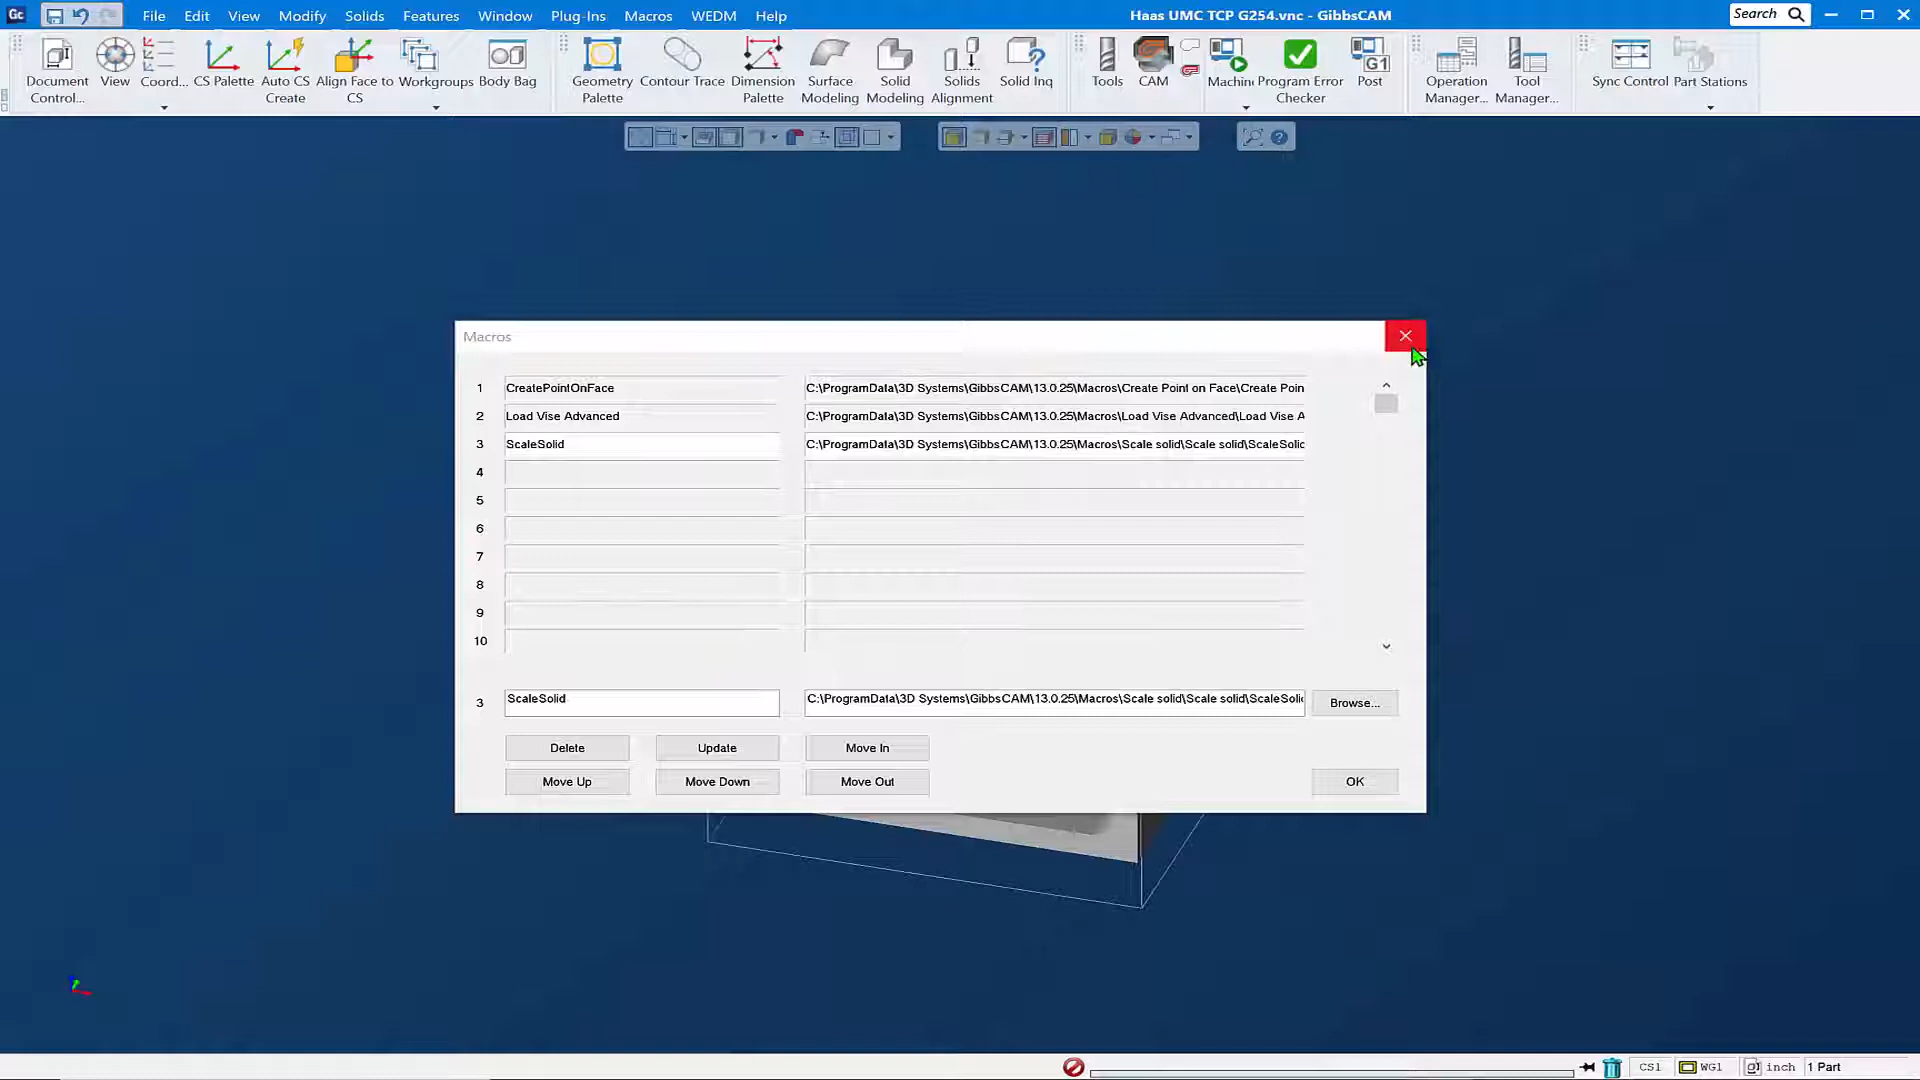 Gc File Edit View Modify Solids Features Window Plug-Ins Macros WEDM Help Haas UMC TCP G254.vnc - GibbsCAM Search
Document Control...
View
Coord...
CS Palette
Auto CS Create
Align Face to CS
Workgroups
Body Bag
Geometry Palette
Contour Trace
Dimension Palette
Surface Modeling
Solid Modeling
Solids Alignment
Solid Inq
Tools
CAM
Machin
Program Error Checker
G1
Post
Operation Manager...
Tool Manager...
Sync Control
Part Stations
Macros
1 CreatePointOnFace C:\ProgramData\3D Systems\GibbsCAM\13.0.25\Macros\Create Point on Face\Create Poin
2 Load Vise Advanced C:\ProgramData\3D Systems\GibbsCAM\13.0.25\Macros\Load Vise Advanced\Load Vise A
3 ScaleSolid C:\ProgramData\3D Systems\GibbsCAM\13.0.25\Macros\Scale solid\Scale solid\ScaleSolid
4
5
6
7
8
9
10
3 ScaleSolid C:\ProgramData\3D Systems\GibbsCAM\13.0.25\Macros\Scale solid\Scale solid\ScaleSolid Browse...
Delete Update Move In
Move Up Move Down Move Out OK
CS1 WG1 inch 1 Part